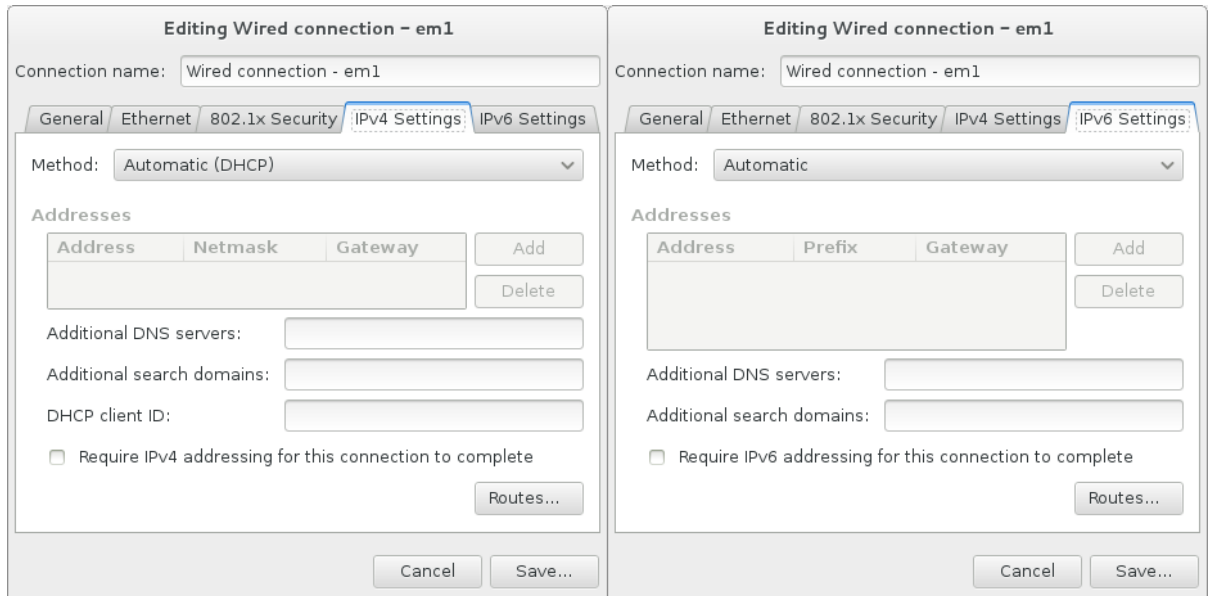 Editing Wired connection – em1
Connection name: Wired connection - em1
General Ethernet 802.1x Security IPv4 Settings IPv6 Settings
Method: Automatic (DHCP)
Addresses
Address Netmask Gateway Add
Delete
Additional DNS servers:
Additional search domains:
DHCP client ID:
Require IPv4 addressing for this connection to complete
Routes...
Cancel Save...
Editing Wired connection – em1
Connection name: Wired connection - em1
General Ethernet 802.1x Security IPv4 Settings IPv6 Settings
Method: Automatic
Addresses
Address Prefix Gateway Add
Delete
Additional DNS servers:
Additional search domains:
Require IPv6 addressing for this connection to complete
Routes...
Cancel Save...